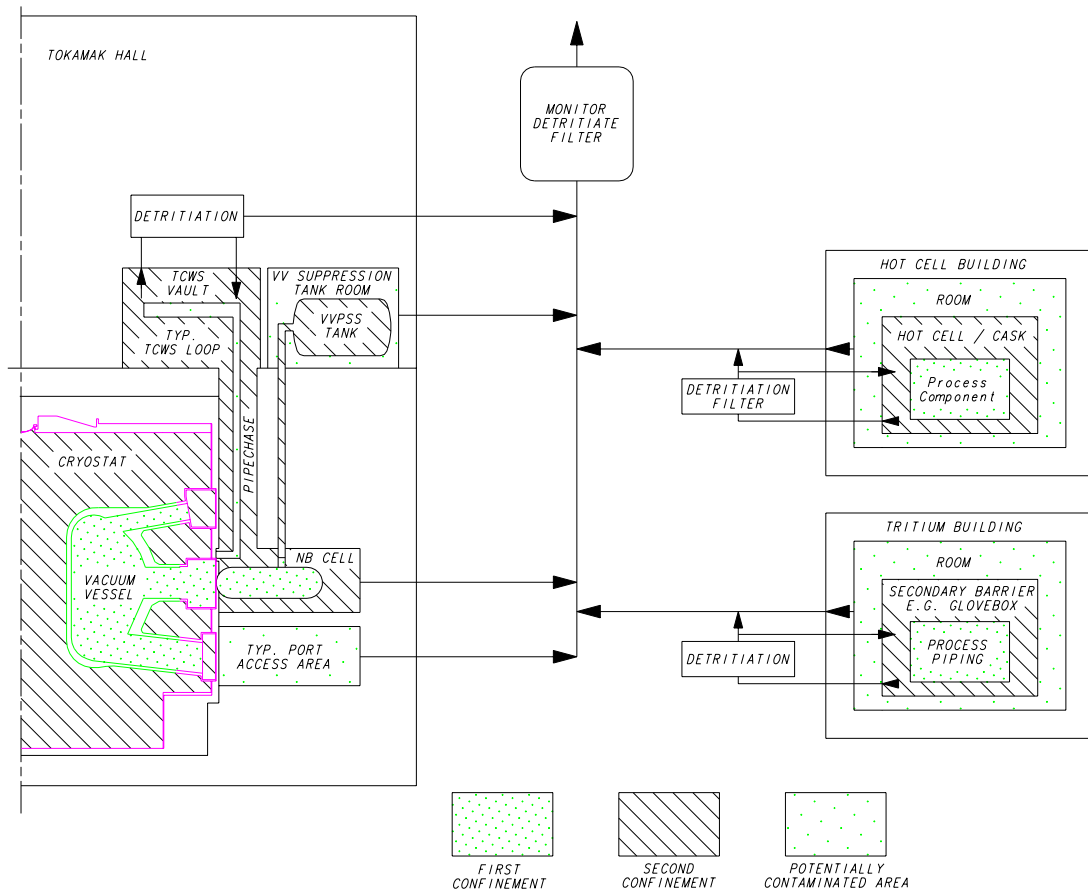 TOKAMAK HALL
MONITOR
DETRITIATE
FILTER
DETRITIATION
TCWS
VAULT
TYP.
TCWS LOOP
VV SUPPRESSION
TANK ROOM
VVPSS
TANK
PIPECHASE
CRYOSTAT
VACUUM
VESSEL
NB CELL
TYP. PORT
ACCESS AREA
HOT CELL BUILDING
ROOM
HOT CELL / CASK
Process
Component
DETRITIATION
FILTER
TRITIUM BUILDING
ROOM
SECONDARY BARRIER
E.G. GLOVEBOX
PROCESS
PIPING
DETRITIATION
FIRST
CONFINEMENT
SECOND
CONFINEMENT
POTENTIALLY
CONTAMINATED AREA